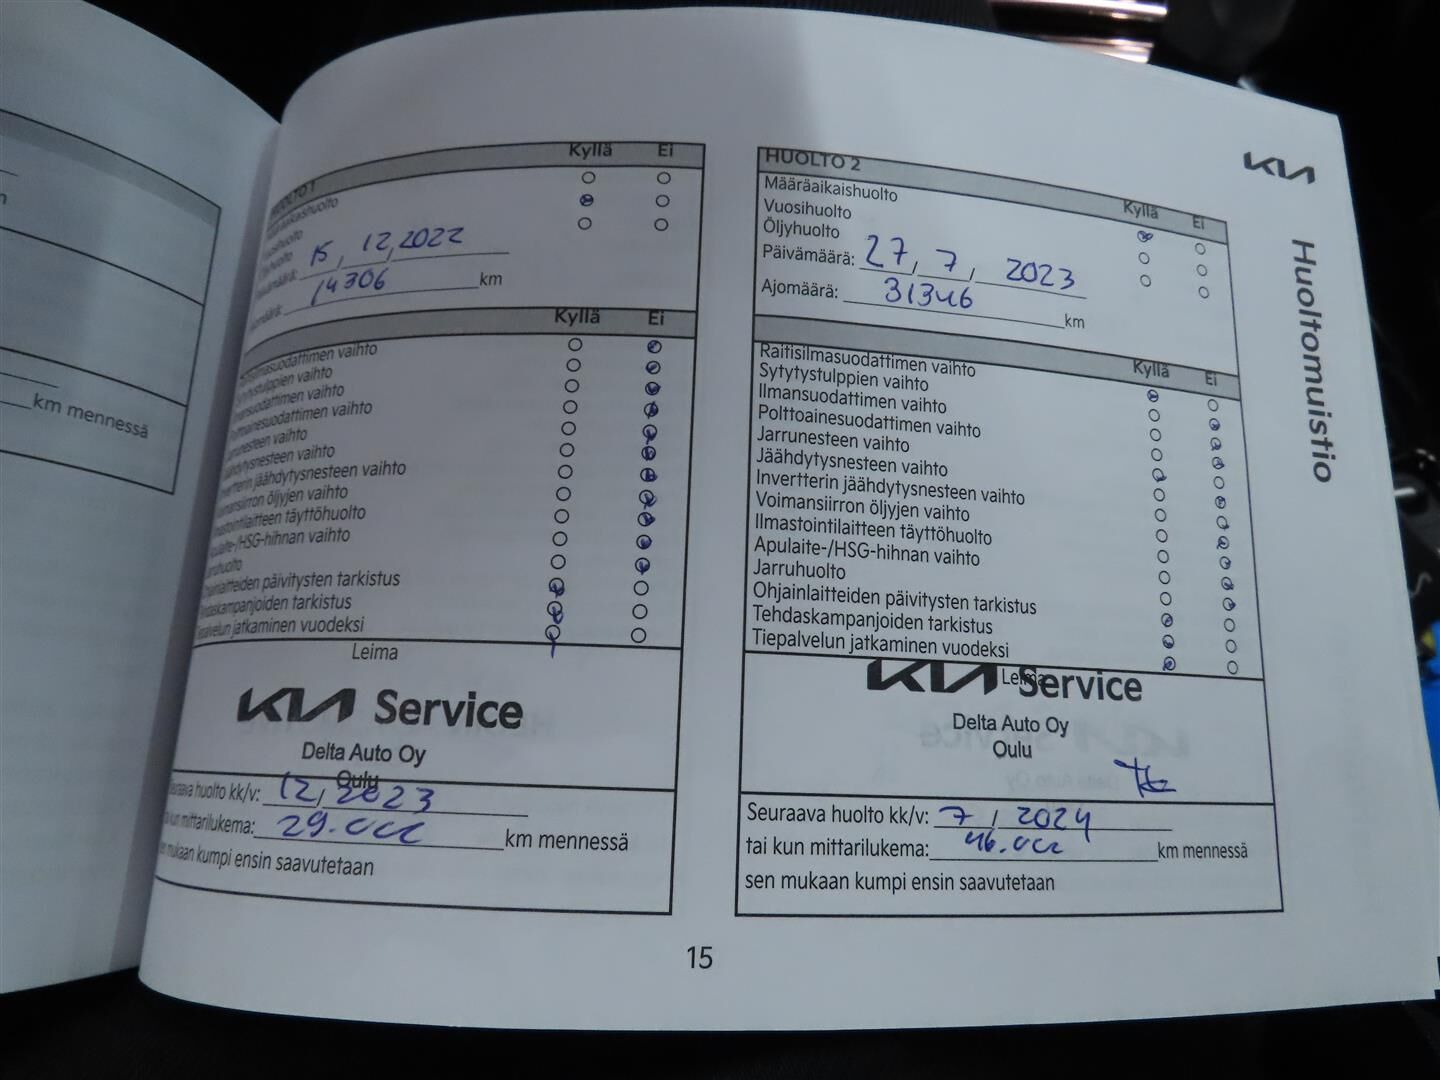 n
km mennessä
HUOLTO 1
Kyllä Ei
Määräaikaishuolto
Vuosihuolto
Öljyhuolto
Päivämäärä: 15, 12, 2022
Ajomäärä: 14306 km
Kyllä Ei
Raitisilmasuodattimen vaihto
Sytytystulppien vaihto
Ilmansuodattimen vaihto
Polttoainesuodattimen vaihto
Jarrunesteen vaihto
Jäähdytysnesteen vaihto
Invertterin jäähdytysnesteen vaihto
Voimansiirron öljyjen vaihto
Ilmastointilaitteen täyttöhuolto
Apulaite-/HSG-hihnan vaihto
Jarruhuolto
Ohjainlaitteiden päivitysten tarkistus
Tehdaskampanjoiden tarkistus
Tiepalvelun jatkaminen vuodeksi
Leima
KIA Service
Delta Auto Oy
Oulu
Seuraava huolto kk/v: 12, 2023
tai kun mittarilukema: 29.000 km mennessä
sen mukaan kumpi ensin saavutetaan
HUOLTO 2
Kyllä Ei
Määräaikaishuolto
Vuosihuolto
Öljyhuolto
Päivämäärä: 27, 7, 2023
Ajomäärä: 31346 km
Kyllä Ei
Raitisilmasuodattimen vaihto
Sytytystulppien vaihto
Ilmansuodattimen vaihto
Polttoainesuodattimen vaihto
Jarrunesteen vaihto
Jäähdytysnesteen vaihto
Invertterin jäähdytysnesteen vaihto
Voimansiirron öljyjen vaihto
Ilmastointilaitteen täyttöhuolto
Apulaite-/HSG-hihnan vaihto
Jarruhuolto
Ohjainlaitteiden päivitysten tarkistus
Tehdaskampanjoiden tarkistus
Tiepalvelun jatkaminen vuodeksi
Leima
KIA Service
Delta Auto Oy
Oulu
Seuraava huolto kk/v: 7, 2024
tai kun mittarilukema: 46.000 km mennessä
sen mukaan kumpi ensin saavutetaan
KIA
Huoltomuistio
15